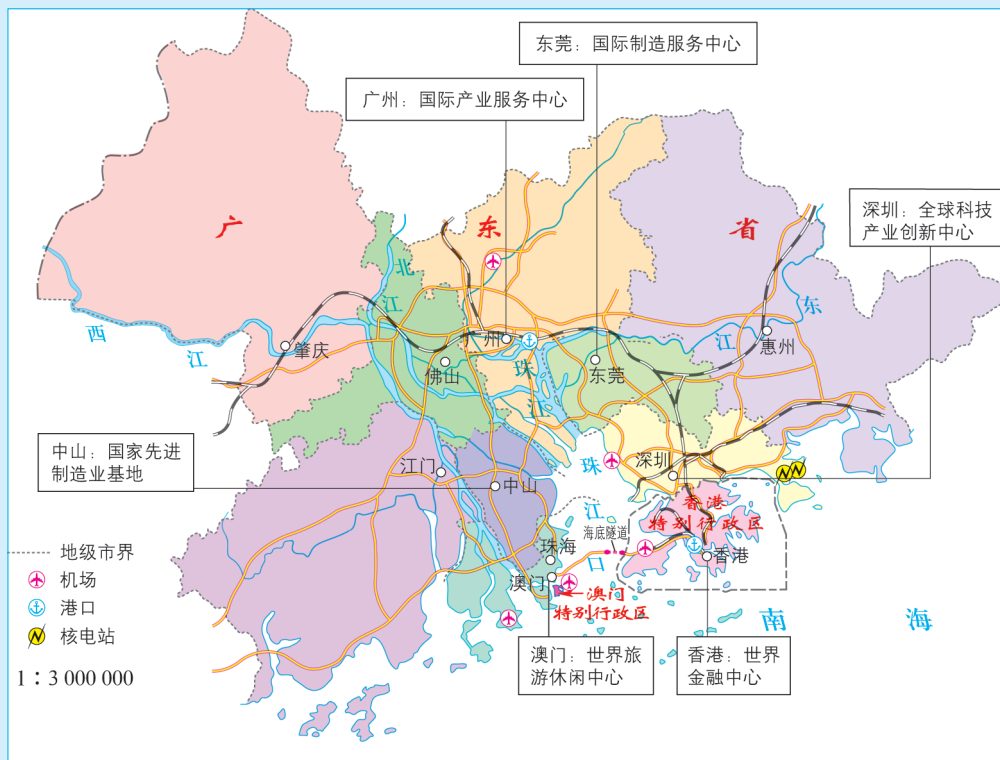 东莞：国际制造服务中心
广州：国际产业服务中心
深圳：全球科技
产业创新中心
广 东 省
北
江
西
江
东
江
肇庆
广州
惠州
佛山
东莞
珠
江
中山：国家先进
制造业基地
江门
中山
深圳
珠
江
口
香港
特别行政区
海底隧道
珠海
香港
澳门
澳门
特别行政区
南 海
地级市界
机场
港口
核电站
1：3 000 000
澳门：世界旅
游休闲中心
香港：世界
金融中心